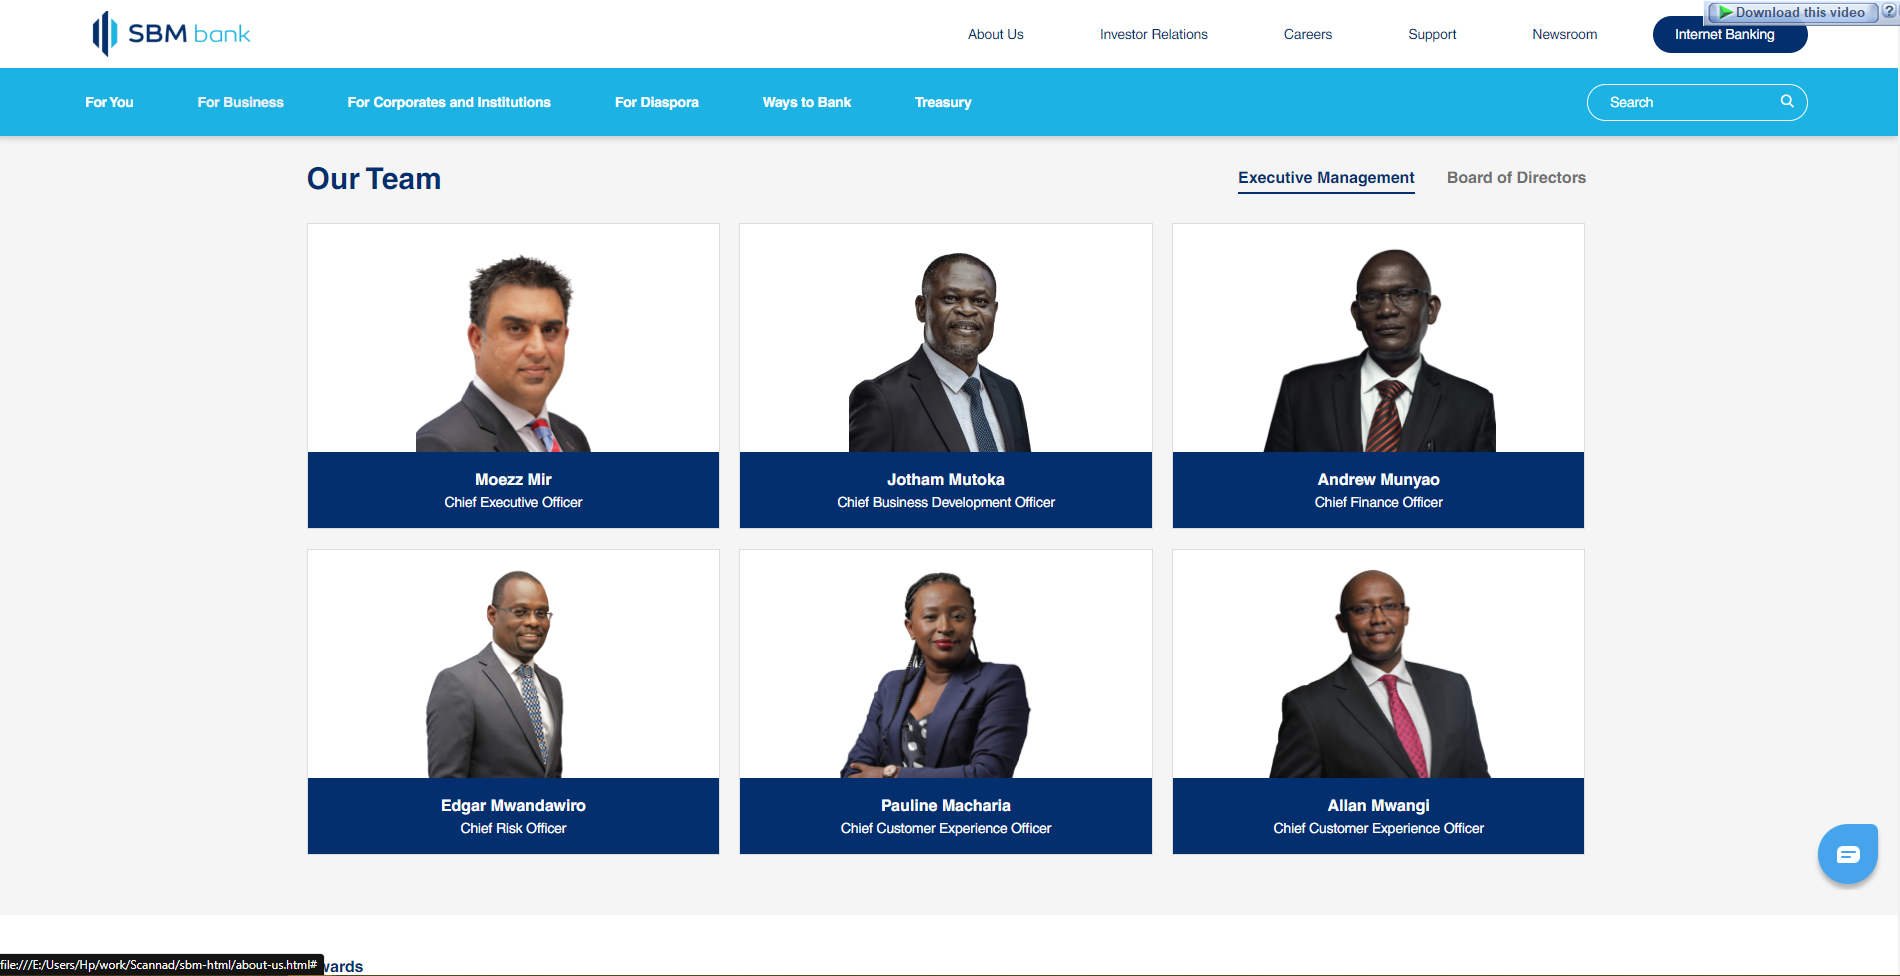 SBM bank
About Us
Investor Relations
Careers
Support
Newsroom
Internet Banking
Download this video
?
For You
For Business
For Corporates and Institutions
For Diaspora
Ways to Bank
Treasury
Search
Our Team
Executive Management
Board of Directors
Moezz Mir
Chief Executive Officer
Jotham Mutoka
Chief Business Development Officer
Andrew Munyao
Chief Finance Officer
Edgar Mwandawiro
Chief Risk Officer
Pauline Macharia
Chief Customer Experience Officer
Allan Mwangi
Chief Customer Experience Officer
file:///E:/Users/Hp/work/Scannad/sbm-html/about-us.html#
wards